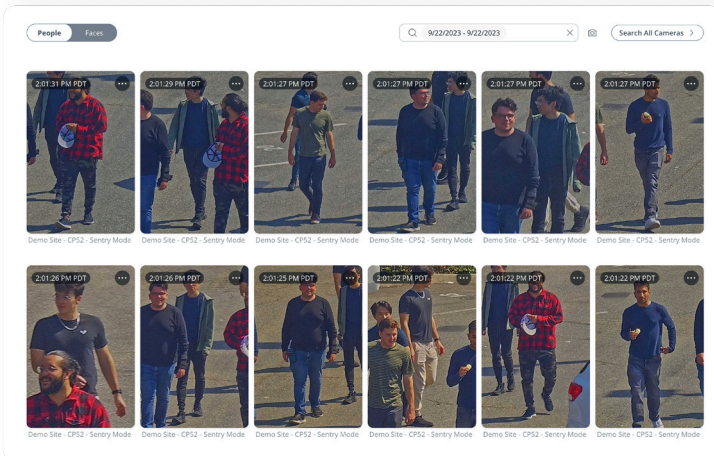 People
Faces
9/22/2023 - 9/22/2023
Search All Cameras
2:01:31 PM PDT
2:01:29 PM PDT
2:01:27 PM PDT
2:01:27 PM PDT
2:01:27 PM PDT
2:01:27 PM PDT
Demo Site - CP52 - Sentry Mode
Demo Site - CP52 - Sentry Mode
Demo Site - CP52 - Sentry Mode
Demo Site - CP52 - Sentry Mode
Demo Site - CP52 - Sentry Mode
Demo Site - CP52 - Sentry Mode
2:01:26 PM PDT
2:01:26 PM PDT
2:01:25 PM PDT
2:01:22 PM PDT
2:01:22 PM PDT
2:01:22 PM PDT
Demo Site - CP52 - Sentry Mode
Demo Site - CP52 - Sentry Mode
Demo Site - CP52 - Sentry Mode
Demo Site - CP52 - Sentry Mode
Demo Site - CP52 - Sentry Mode
Demo Site - CP52 - Sentry Mode